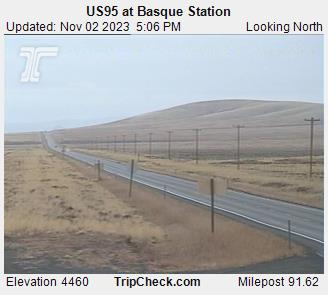 US95 at Basque Station
Updated: Nov 02 2023 5:06 PM Looking North
Elevation 4460 TripCheck.com Milepost 91.62